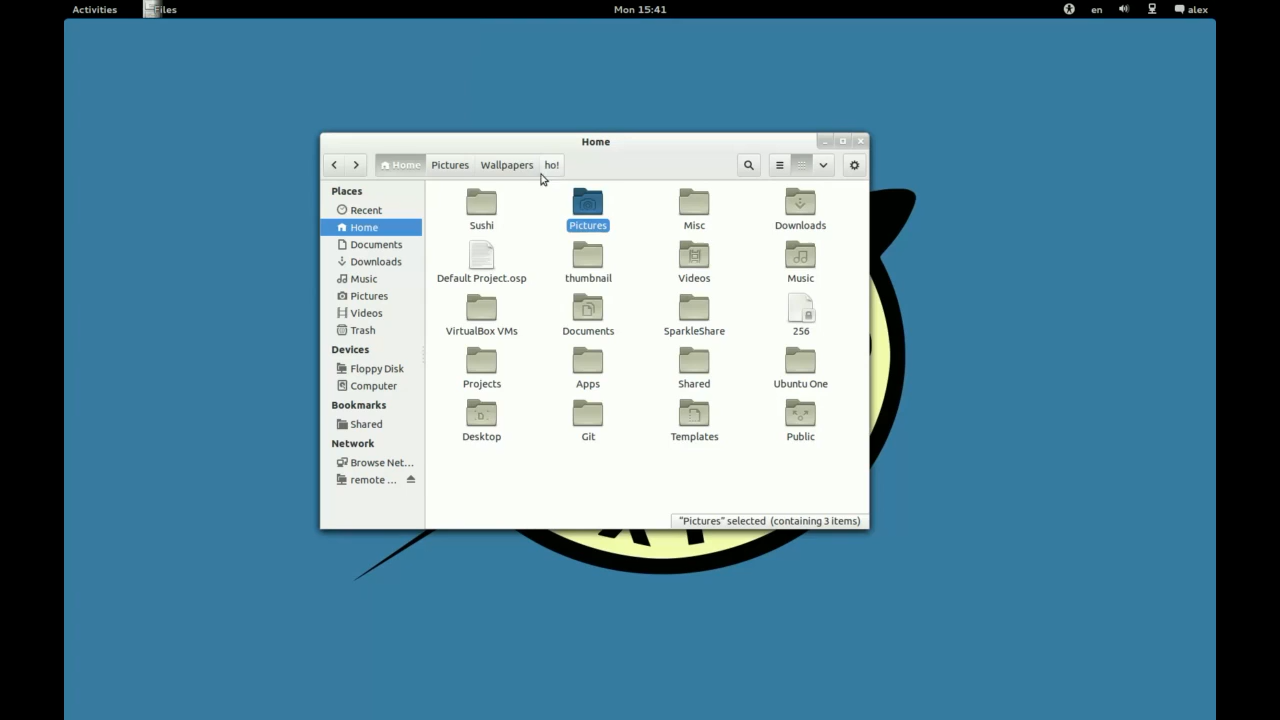 Activities Files Mon 15:41 en alex
Home
Home Pictures Wallpapers ho!
Places
Recent
Home
Documents
Downloads
Music
Pictures
Videos
Trash
Devices
Floppy Disk
Computer
Bookmarks
Shared
Network
Browse Net...
remote ...
Sushi Pictures Misc Downloads
Default Project.osp thumbnail Videos Music
VirtualBox VMs Documents SparkleShare 256
Projects Apps Shared Ubuntu One
Desktop Git Templates Public
"Pictures" selected (containing 3 items)